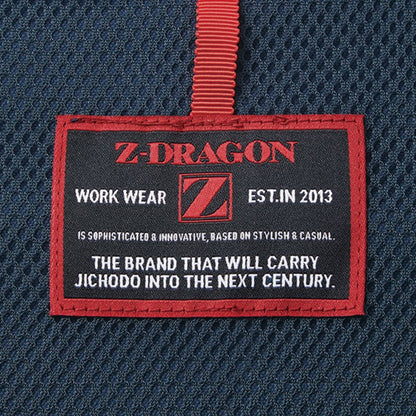 Z-DRAGON
WORK WEAR Z EST.IN 2013
IS SOPHISTICATED & INNOVATIVE, BASED ON STYLISH & CASUAL.
THE BRAND THAT WILL CARRY
JICHODO INTO THE NEXT CENTURY.